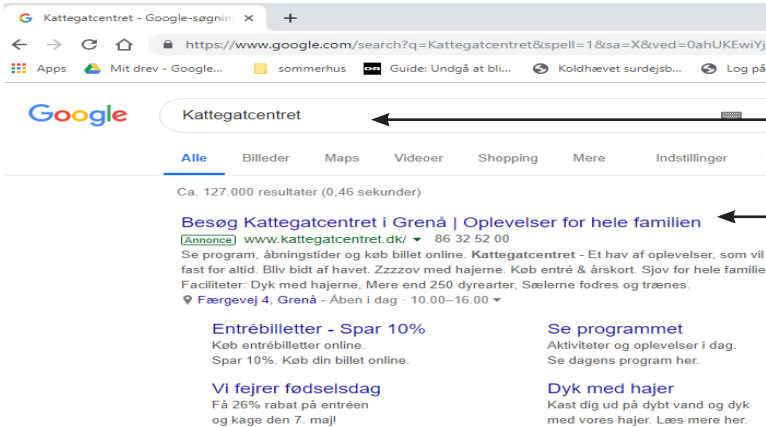 Kattegatcentret - Google-søgnin
https://www.google.com/search?q=Kattegatcentret&spell=1&sa=X&ved=0ahUKEwiYj
Apps Mit drev - Google... sommerhus DR Guide: Undgå at bli... Koldhævet surdejsb... Log på
Google Kattegatcentret
Alle Billeder Maps Videoer Shopping Mere Indstillinger
Ca. 127.000 resultater (0,46 sekunder)
Besøg Kattegatcentret i Grenå | Oplevelser for hele familien
Annonce www.kattegatcentret.dk/ 86 32 52 00
Se program, åbningstider og køb billet online. Kattegatcentret - Et hav af oplevelser, som vil
fast for altid. Bliv bidt af havet. Zzzzov med hajerne. Køb entré & årskort. Sjov for hele familie
Faciliteter: Dyk med hajerne, Mere end 250 dyrearter, Sælerne fodres og trænes.
Færgevej 4, Grenå - Åben i dag · 10.00–16.00
Entrébilletter - Spar 10%
Køb entrébilletter online.
Spar 10%. Køb din billet online.
Se programmet
Aktiviteter og oplevelser i dag.
Se dagens program her.
Vi fejrer fødselsdag
Få 26% rabat på entréen
og kage den 7. maj!
Dyk med hajer
Kast dig ud på dybt vand og dyk
med vores hajer. Læs mere her.